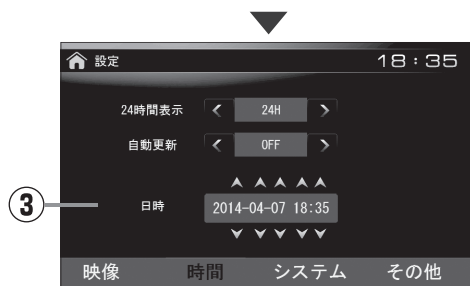 設定 18:35
24時間表示 24H
自動更新 OFF
③ 日時 2014-04-07 18:35
映像 時間 システム その他